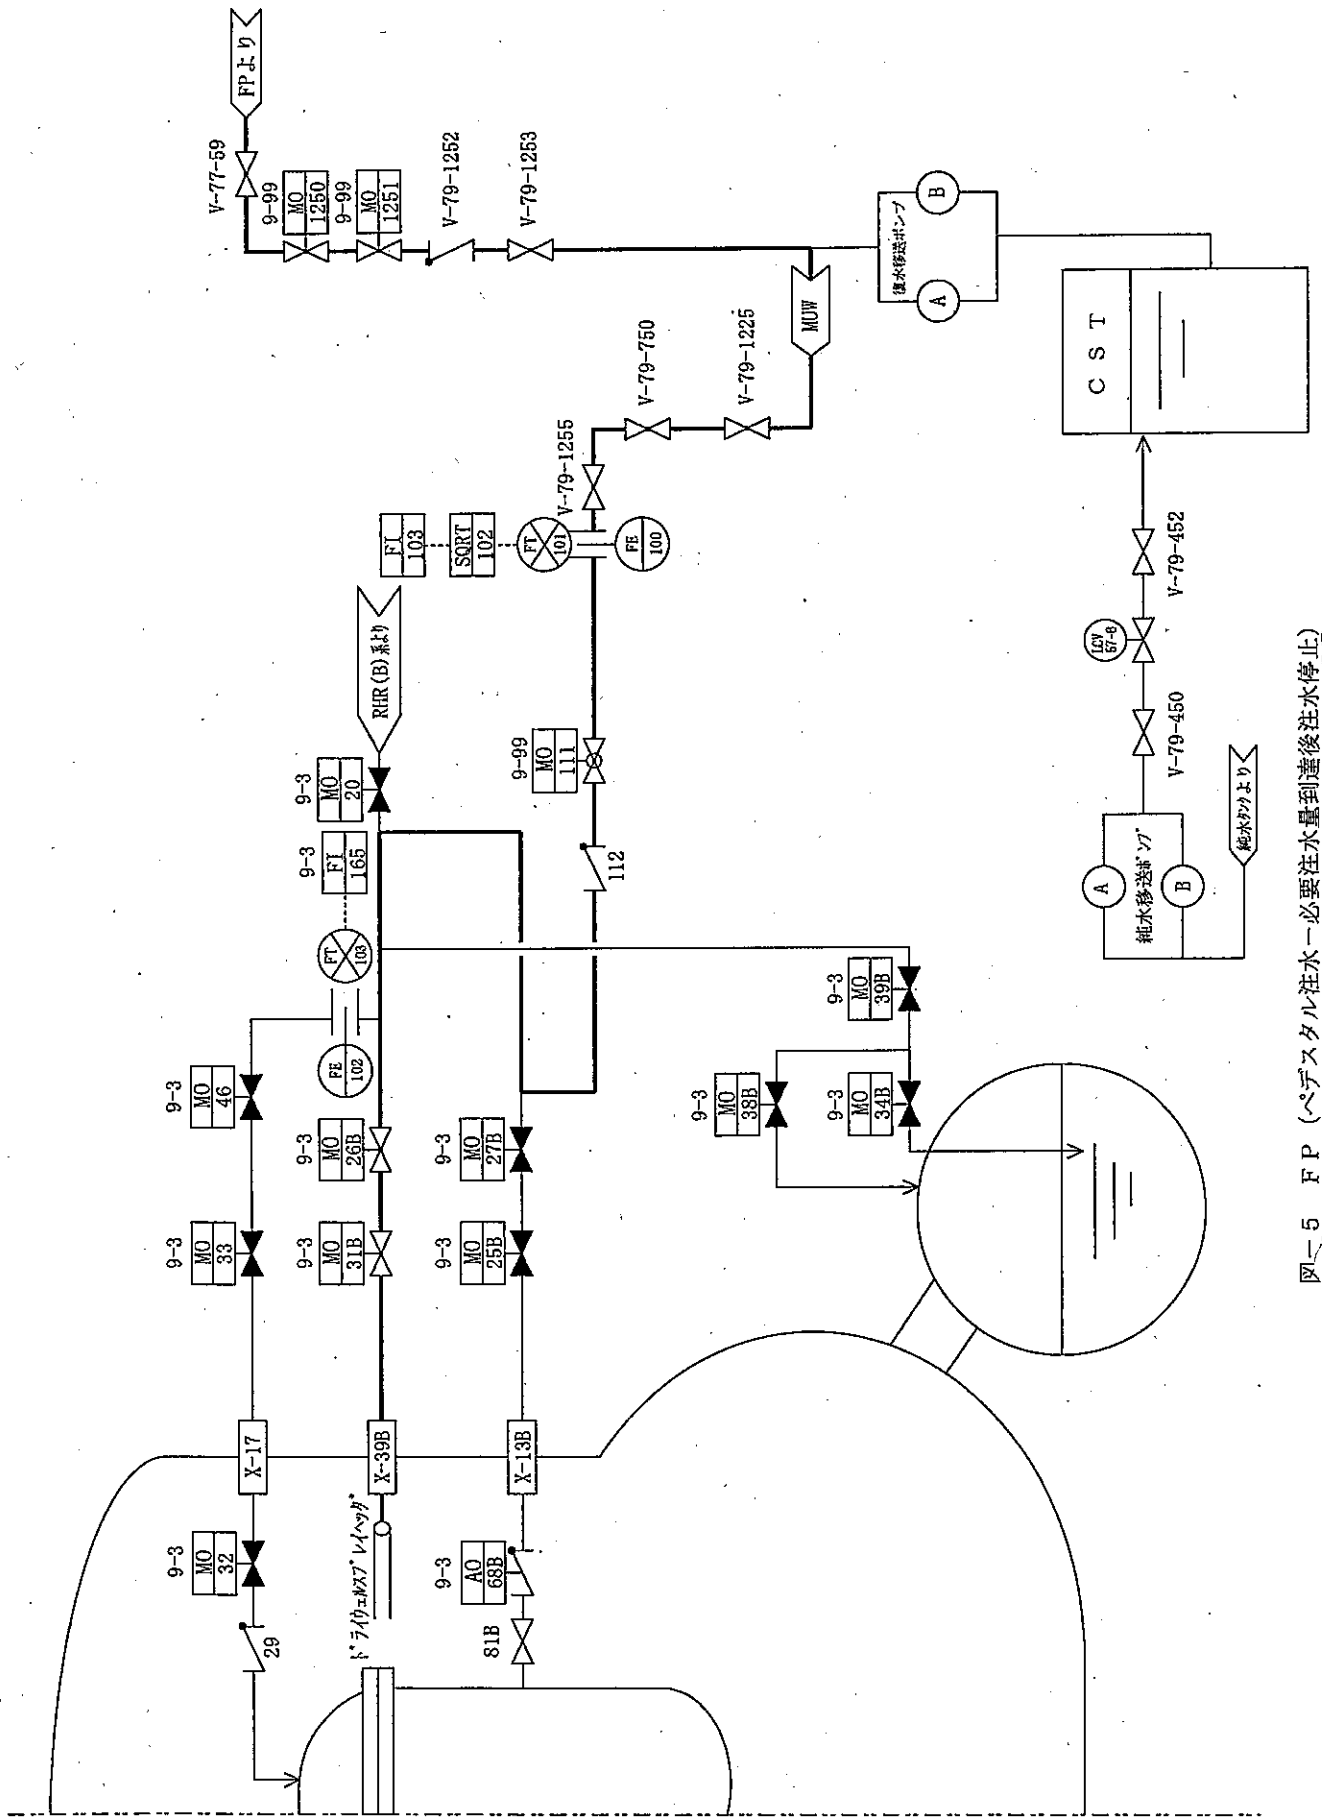 FPより
V-77-59
9-99
MO
1250
9-99
MO
1251
V-79-1252
V-79-1253
復水移送ポンプ
A
B
MUW
V-79-750
V-79-1225
V-79-1255
CST
FI
103
SQRT
102
FT
101
FE
100
RHR(B)系より
9-3
MO
20
9-3
FI
165
FT
103
FE
102
9-99
MO
111
112
9-3
MO
46
9-3
MO
33
9-3
MO
26B
9-3
MO
31B
9-3
MO
27B
9-3
MO
25B
9-3
MO
39B
9-3
MO
38B
9-3
MO
34B
X-17
X-39B
X-13B
9-3
MO
32
29
ドライウェルスプレイヘッダ
9-3
AO
68B
81B
V-79-452
LCV
57-6
V-79-450
純水移送ポンプ
A
B
純水タンクより
図-5 FP (ペデスタル注水-必要注水量到達後注水停止)